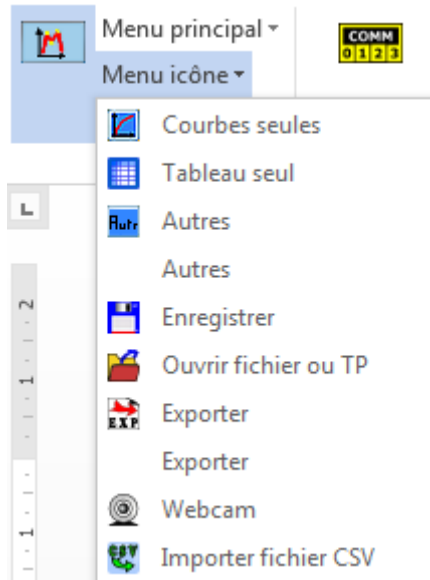 Menu principal
COMM
0123
Menu icône
Courbes seules
Tableau seul
Autr
Autres
Autres
Enregistrer
Ouvrir fichier ou TP
EXP
Exporter
Exporter
Webcam
CSV
Importer fichier CSV
2
1
1